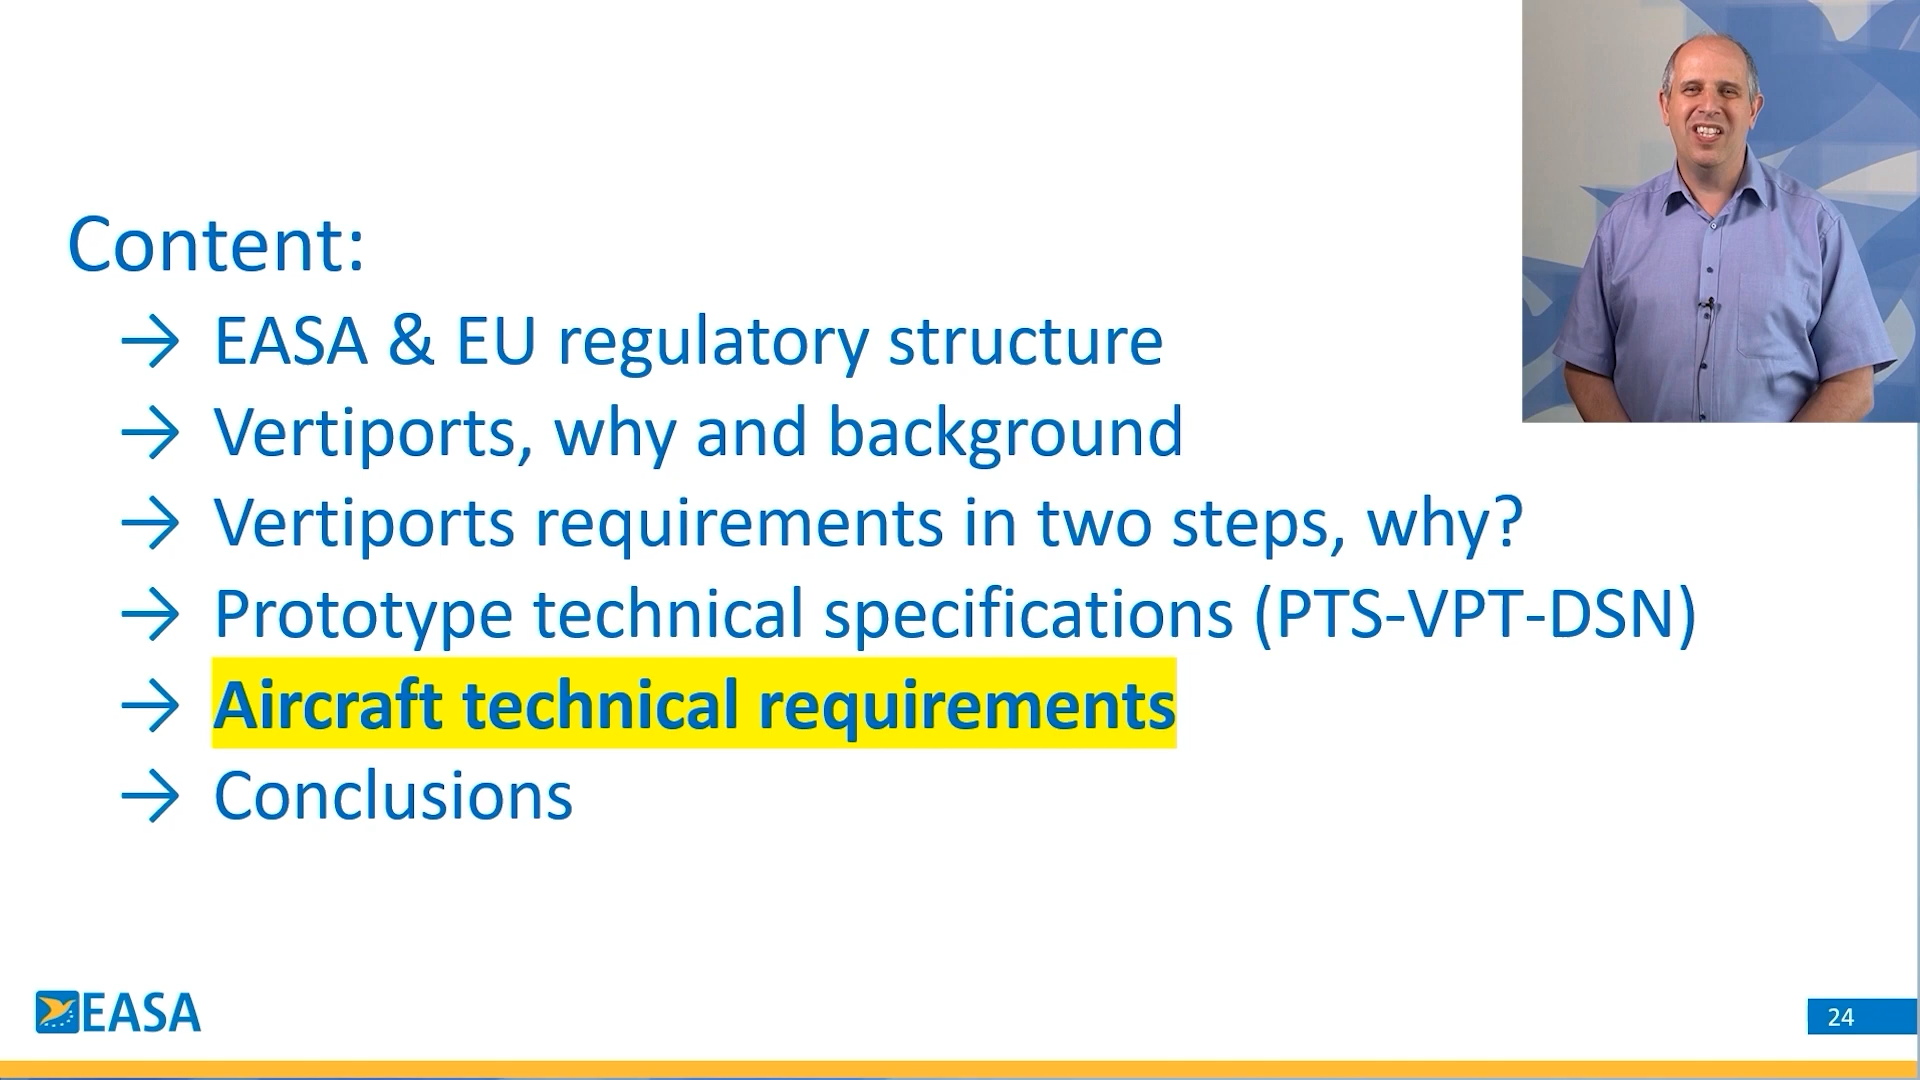 Content:
→ EASA & EU regulatory structure
→ Vertiports, why and background
→ Vertiports requirements in two steps, why?
→ Prototype technical specifications (PTS-VPT-DSN)
→ Aircraft technical requirements
→ Conclusions
EASA
24